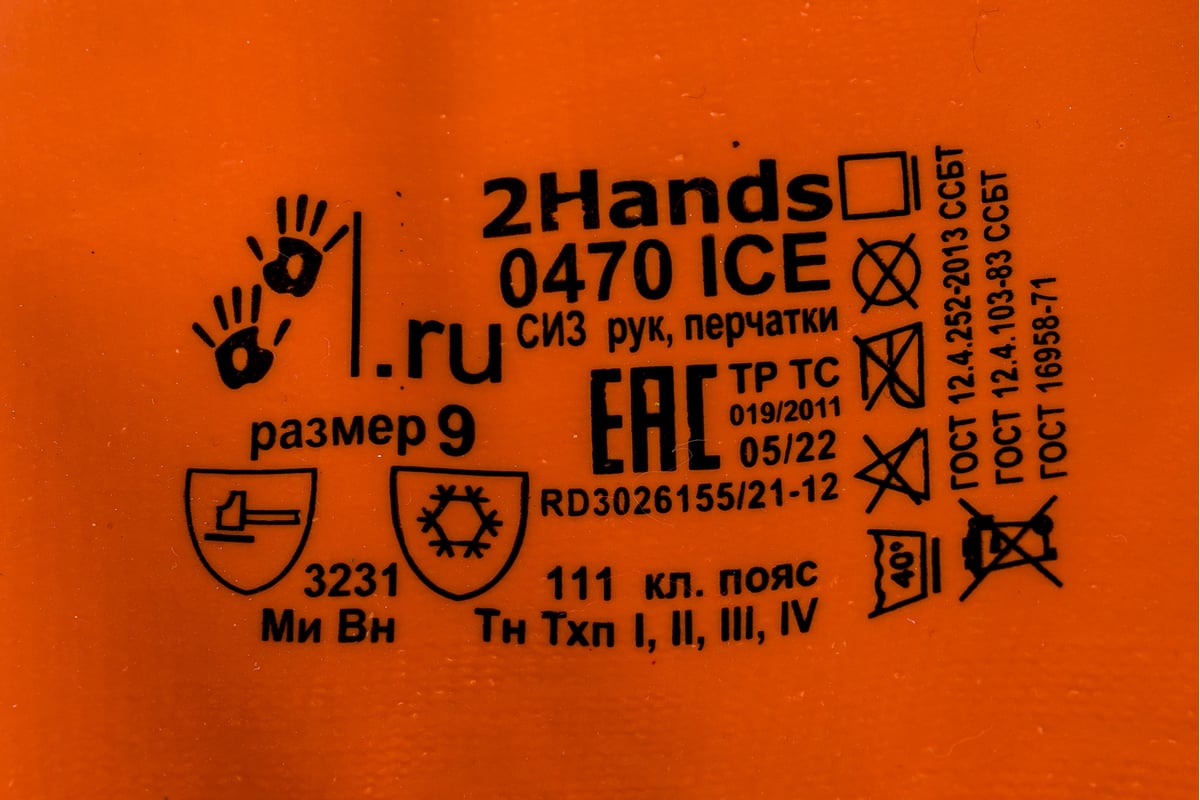 2Hands
0470 ICE
СИЗ рук, перчатки
.ru
EAC
ТР ТС
019/2011
05/22
RD3026155/21-12
размер 9
3231
Ми Вн
111 кл. пояс
Тн Тхп I, II, III, IV
40°
ГОСТ 12.4.252-2013 ССБТ
ГОСТ 12.4.103-83 ССБТ
ГОСТ 16958-71